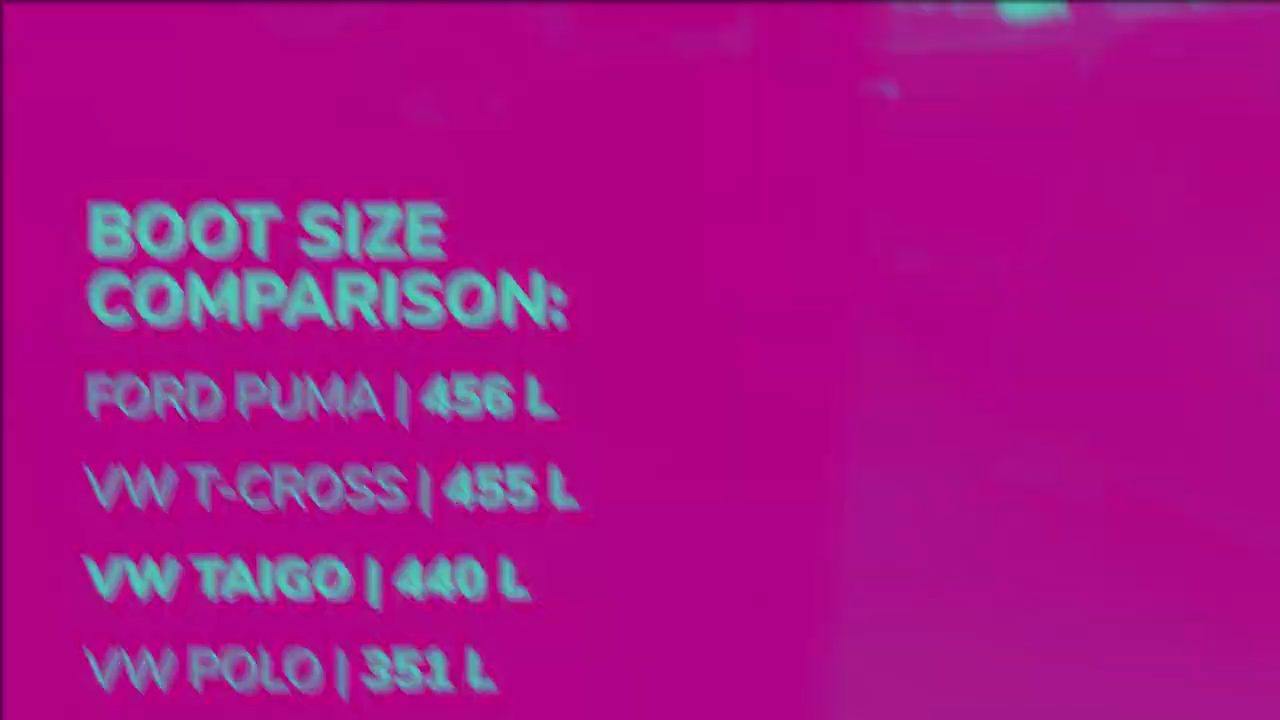 BOOT SIZE
COMPARISON:
FORD PUMA | 456 L
VW T-CROSS | 455 L
VW TAIGO | 440 L
VW POLO | 351 L